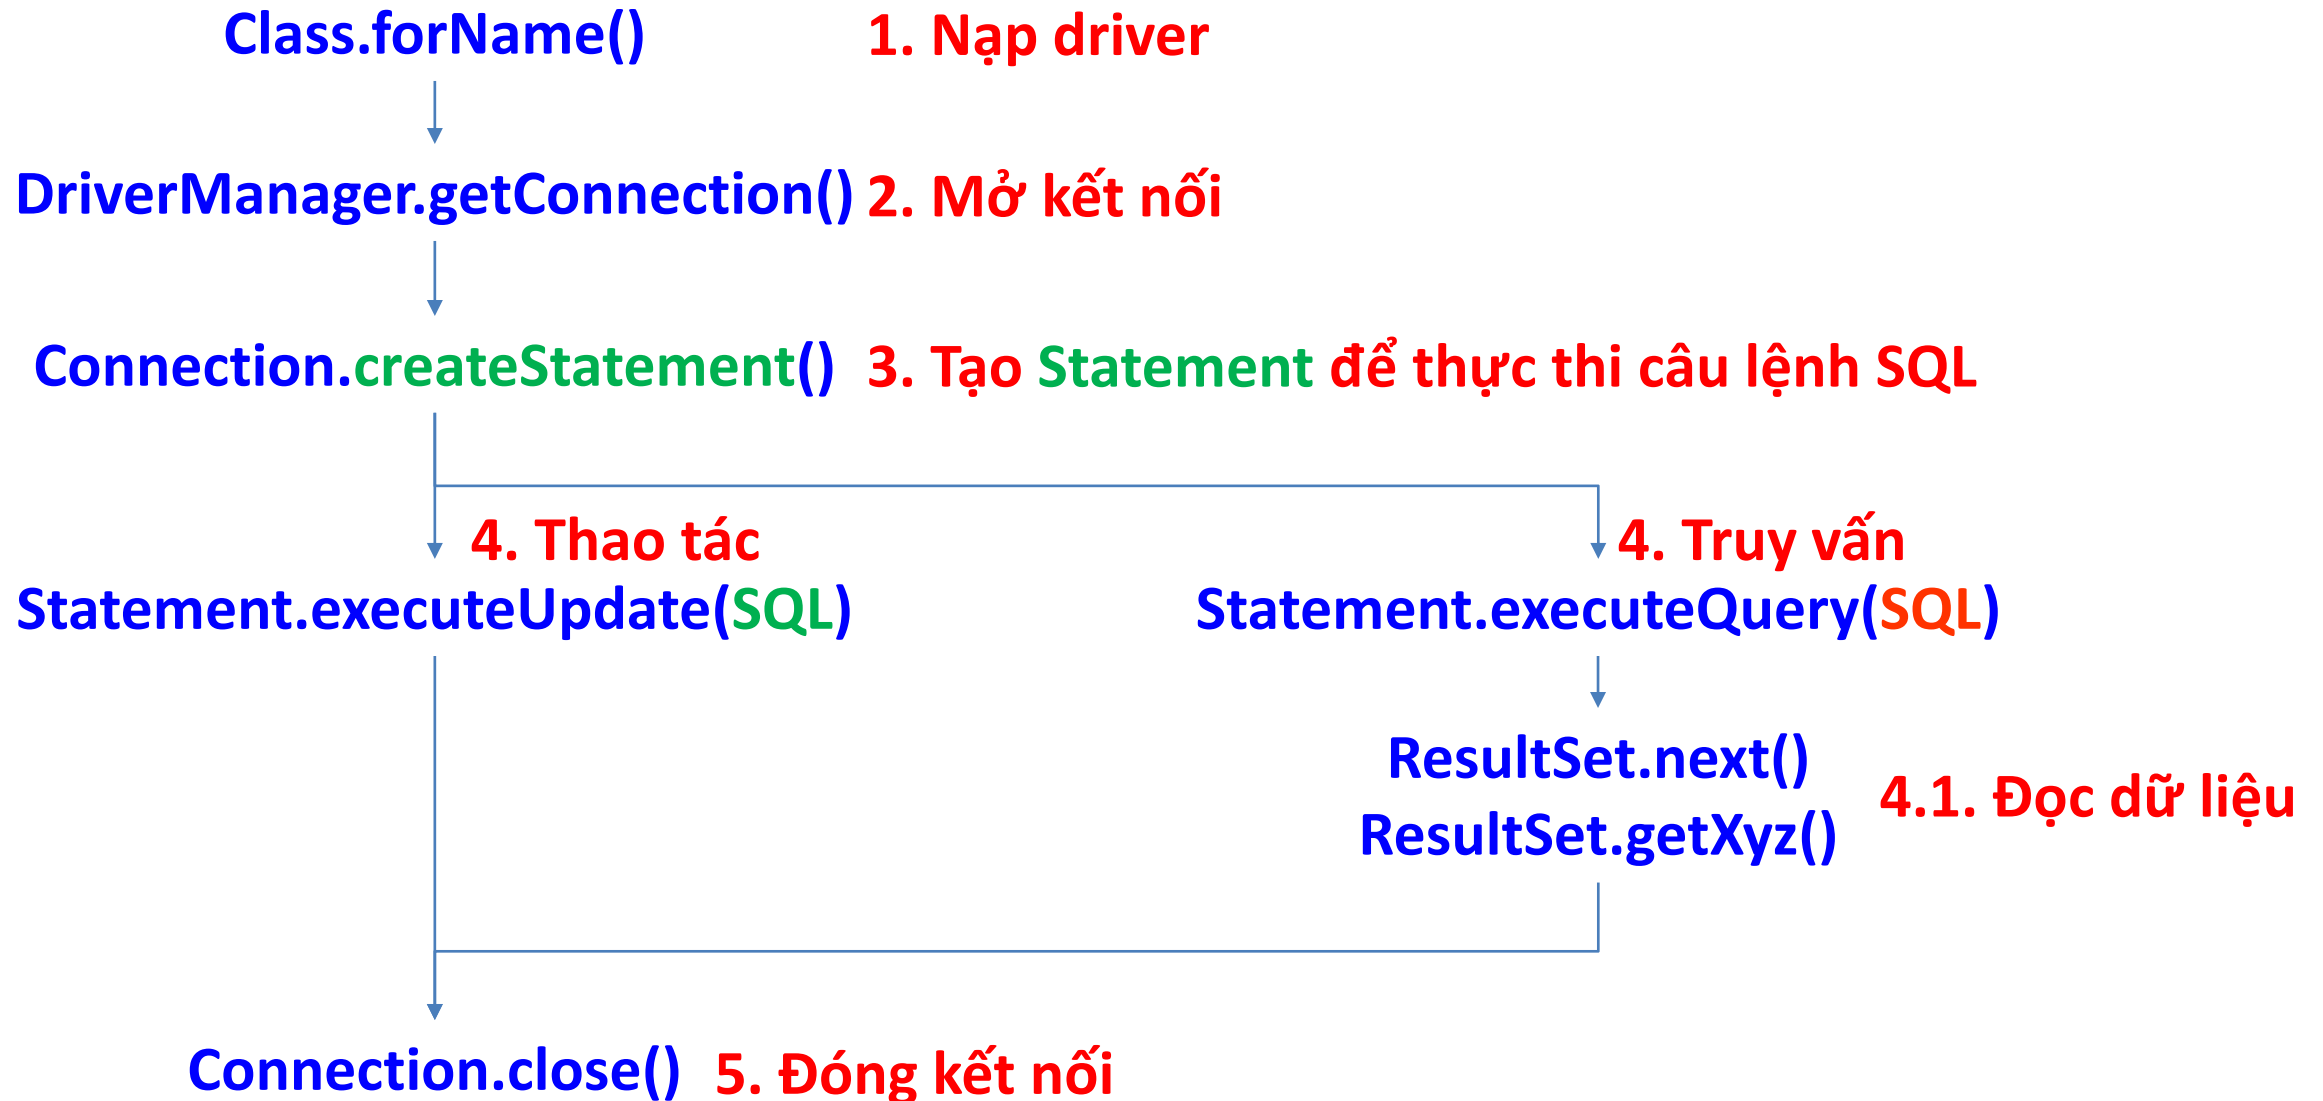 Class.forName() 1. Nạp driver
DriverManager.getConnection() 2. Mở kết nối
Connection.createStatement() 3. Tạo Statement để thực thi câu lệnh SQL
4. Thao tác
Statement.executeUpdate(SQL)
4. Truy vấn
Statement.executeQuery(SQL)
ResultSet.next()
ResultSet.getXyz()
4.1. Đọc dữ liệu
Connection.close() 5. Đóng kết nối